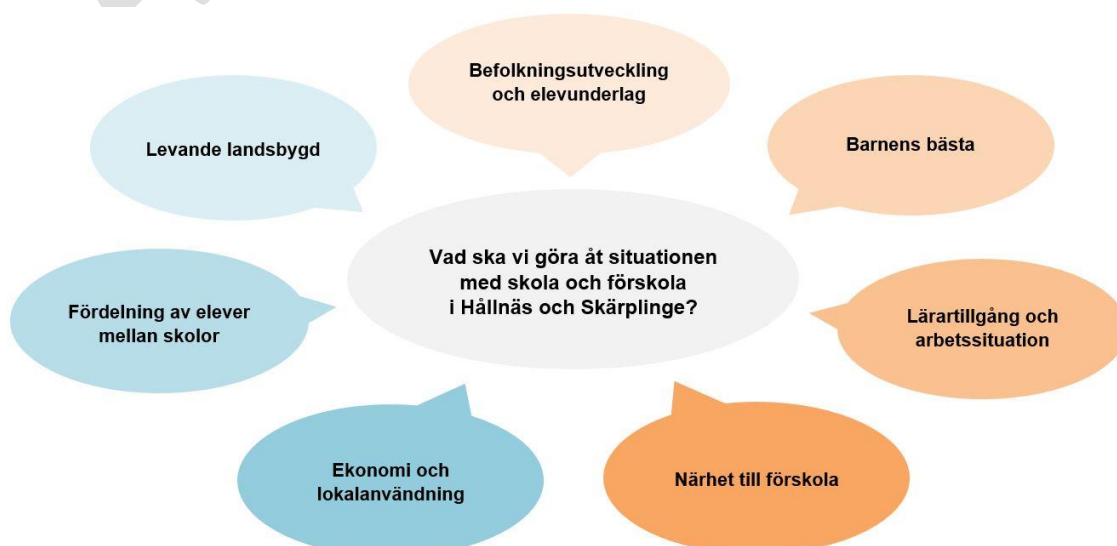 Befolkningsutveckling
och elevunderlag
Levande landsbygd
Barnens bästa
Vad ska vi göra åt situationen
med skola och förskola
i Hållnäs och Skärplinge?
Fördelning av elever
mellan skolor
Lärartillgång och
arbetssituation
Ekonomi och
lokalanvändning
Närhet till förskola